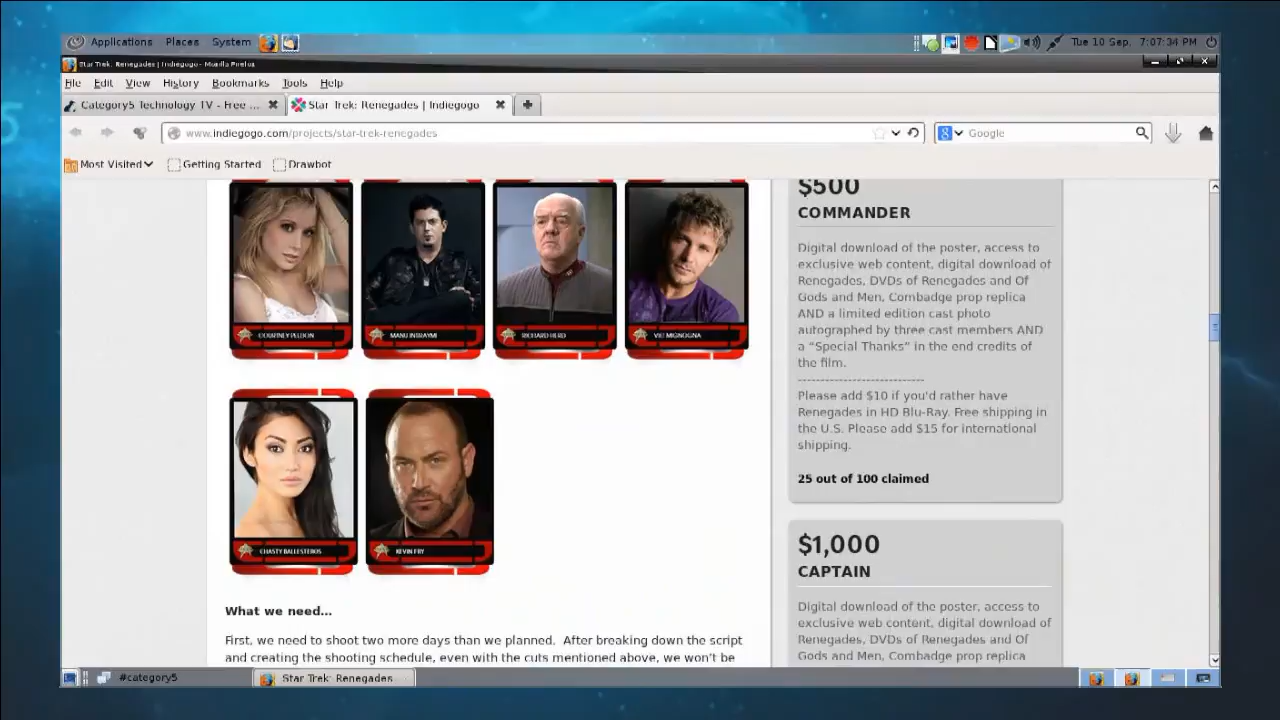 Applications Places System
Tue 10 Sep, 7:07:34 PM
Star Trek: Renegades | Indiegogo - Mozilla Firefox
File Edit View History Bookmarks Tools Help
Category5 Technology TV - Free ...
Star Trek: Renegades | Indiegogo
www.indiegogo.com/projects/star-trek-renegades
Google
Most Visited
Getting Started
Drawbot
COURTNEY PELDON
MANU INTIRAYMI
RICHARD HERD
VIC MIGNOGNA
CHASTY BALLESTEROS
KEVIN FRY
What we need...
First, we need to shoot two more days than we planned. After breaking down the script
and creating the shooting schedule, even with the cuts mentioned above, we won't be
$500
COMMANDER
Digital download of the poster, access to
exclusive web content, digital download of
Renegades, DVDs of Renegades and Of
Gods and Men, Combadge prop replica
AND a limited edition cast photo
autographed by three cast members AND
a “Special Thanks” in the end credits of
the film.
----------------------------
Please add $10 if you'd rather have
Renegades in HD Blu-Ray. Free shipping in
the U.S. Please add $15 for international
shipping.
25 out of 100 claimed
$1,000
CAPTAIN
Digital download of the poster, access to
exclusive web content, digital download of
Renegades, DVDs of Renegades and Of
Gods and Men, Combadge prop replica
#category5
Star Trek: Renegades
5